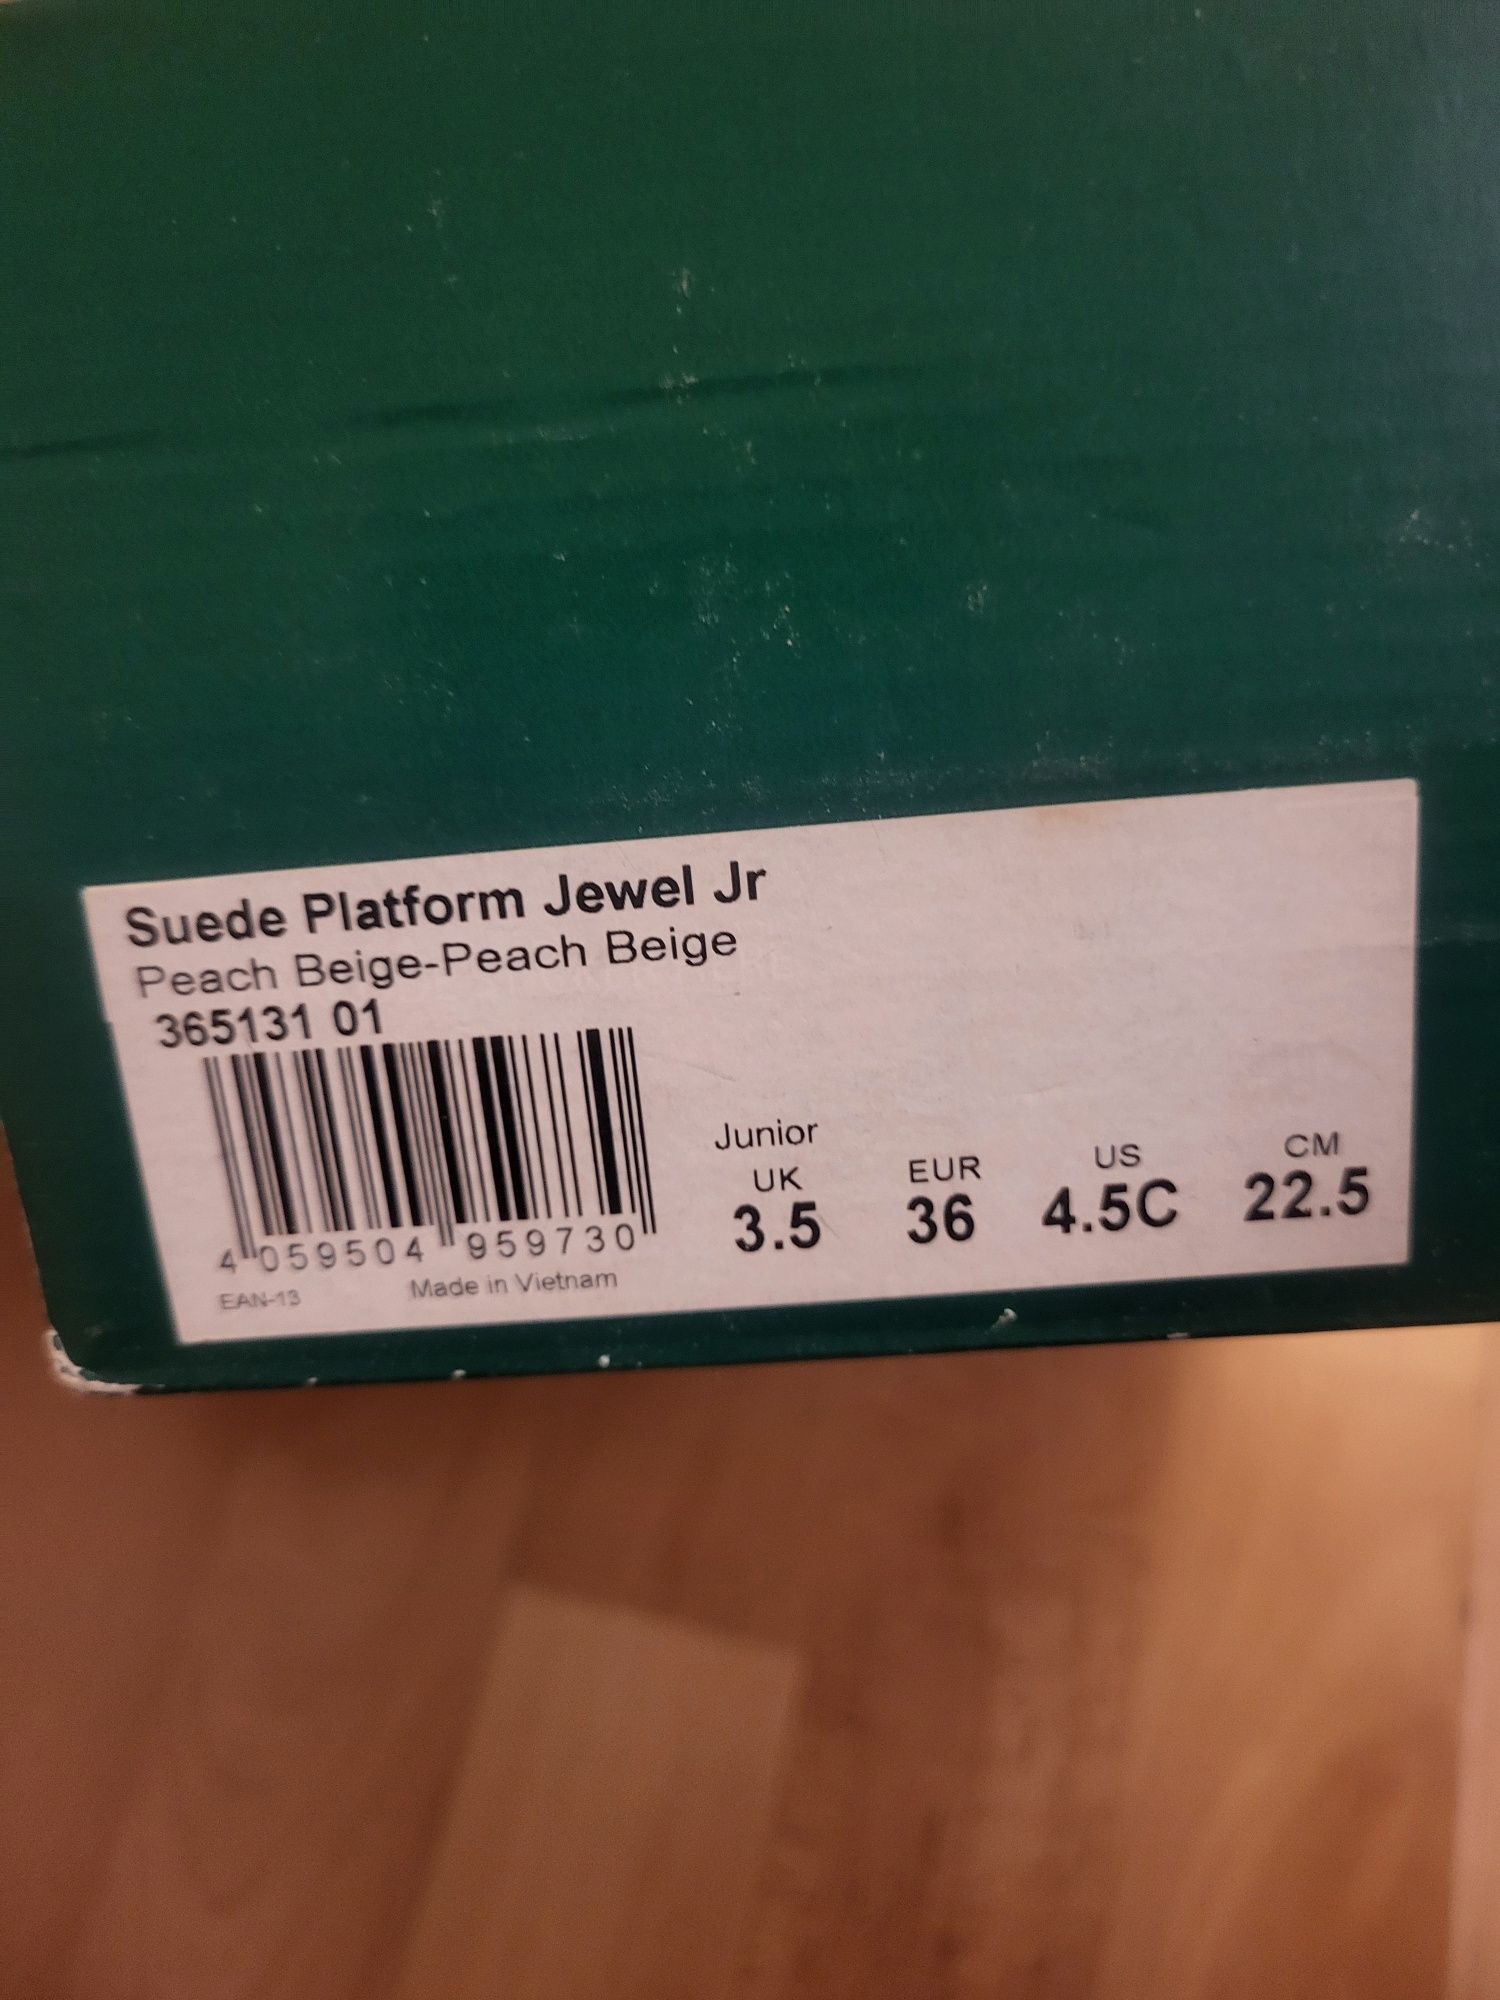 Suede Platform Jewel Jr
Peach Beige-Peach Beige
365131 01
4 059504 959730
EAN-13 Made in Vietnam
Junior
UK EUR US CM
3.5 36 4.5C 22.5